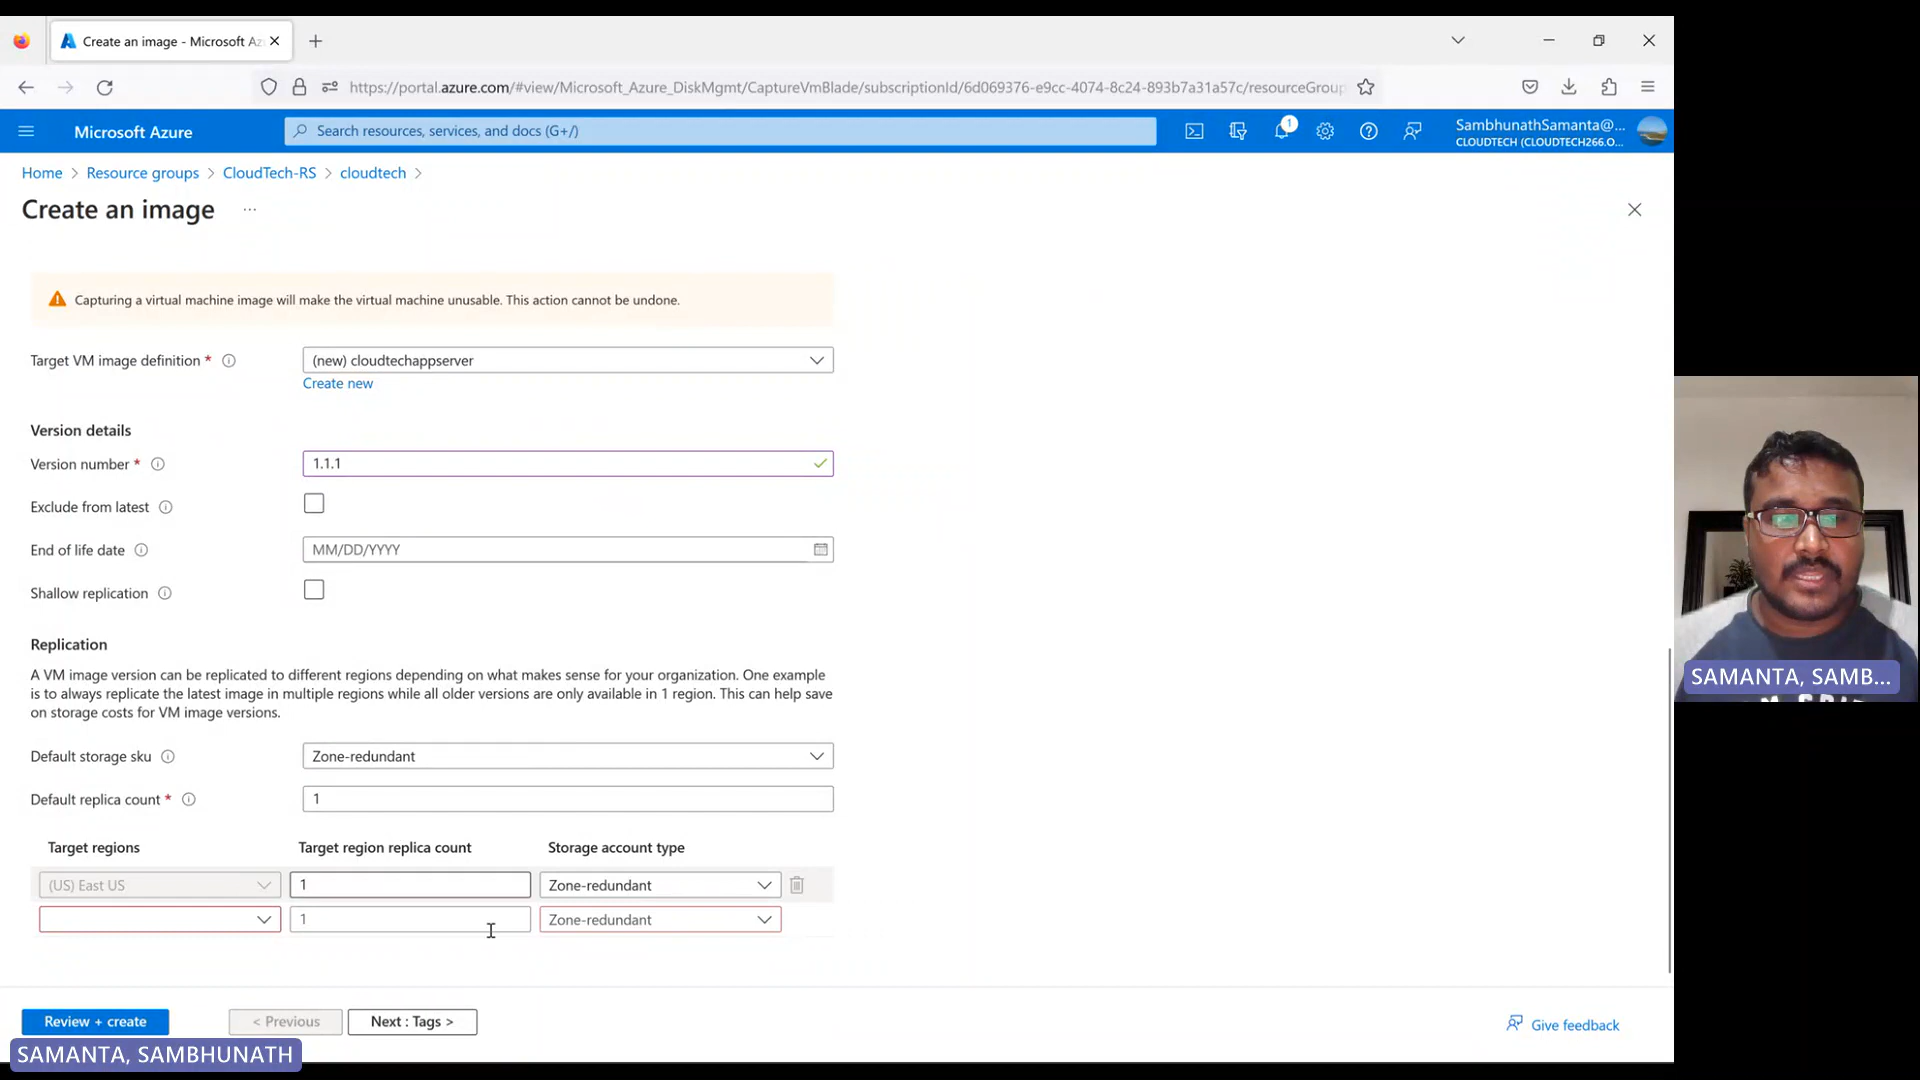 Create an image - Microsoft Az
https://portal.azure.com/#view/Microsoft_Azure_DiskMgmt/CaptureVmBlade/subscriptionId/6d069376-e9cc-4074-8c24-893b7a31a57c/resourceGroup
Microsoft Azure
Search resources, services, and docs (G+/)
1
SambhunathSamanta@...
CLOUDTECH (CLOUDTECH266.O...
Home > Resource groups > CloudTech-RS > cloudtech >
Create an image ...
Capturing a virtual machine image will make the virtual machine unusable. This action cannot be undone.
Target VM image definition *
(new) cloudtechappserver
Create new
Version details
Version number *
1.1.1
Exclude from latest
End of life date
MM/DD/YYYY
Shallow replication
Replication
A VM image version can be replicated to different regions depending on what makes sense for your organization. One example
is to always replicate the latest image in multiple regions while all older versions are only available in 1 region. This can help save
on storage costs for VM image versions.
Default storage sku
Zone-redundant
Default replica count *
1
Target regions
Target region replica count
Storage account type
(US) East US
1
Zone-redundant
1
Zone-redundant
Review + create
< Previous
Next : Tags >
Give feedback
SAMANTA, SAMBHUNATH
SAMANTA, SAMB...